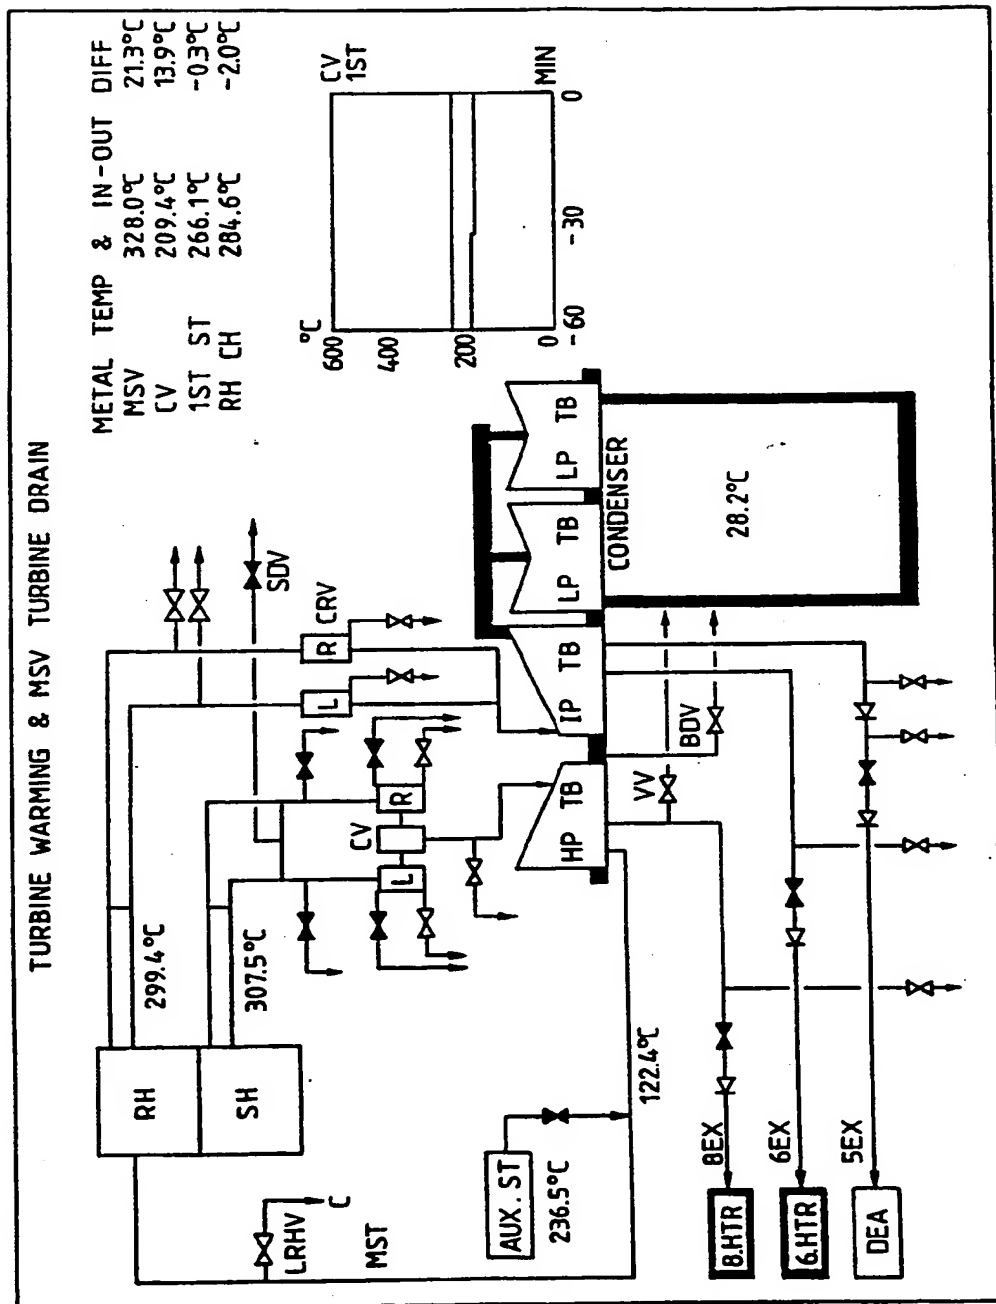 TURBINE WARMING & MSV TURBINE DRAIN
METAL TEMP & IN-OUT DIFF
MSV 328.0°C 21.3°C
CV 209.4°C 13.9°C
1ST ST 266.1°C -0.3°C
RH CH 284.6°C -2.0°C
°C
600
400
200
0
-60 -30 0
MIN
CV
1ST
RH
SH
299.4°C
307.5°C
SDV
CRV
L
R
CV
L
R
LRHV
C
MST
AUX. ST
236.5°C
122.4°C
HP TB
IP TB
LP TB
LP TB
CONDENSER
28.2°C
VV
BDV
8EX
6EX
5EX
8.HTR
6.HTR
DEA